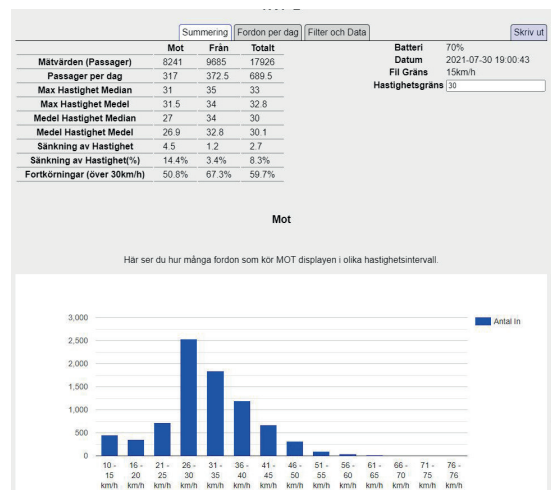 Summering Fordon per dag Filter och Data Skriv ut
Mot Från Totalt
Mätvärden (Passager) 8241 9685 17926
Passager per dag 317 372.5 689.5
Max Hastighet Median 31 35 33
Max Hastighet Medel 31.5 34 32.8
Medel Hastighet Median 27 34 30
Medel Hastighet Medel 26.9 32.8 30.1
Sänkning av Hastighet 4.5 1.2 2.7
Sänkning av Hastighet(%) 14.4% 3.4% 8.3%
Fortkörningar (över 30km/h) 50.8% 67.3% 59.7%
Batteri 70%
Datum 2021-07-30 19:00:43
Fil Gräns 15km/h
Hastighetsgräns 30
Mot
Här ser du hur många fordon som kör MOT displayen i olika hastighetsintervall.
Antal In
3,000
2,500
2,000
1,500
1,000
500
0
10 - 16 - 21 - 26 - 31 - 36 - 41 - 46 - 51 - 56 - 61 - 66 - 71 - 76 -
15 20 25 30 35 40 45 50 55 60 65 70 75 76
km/h km/h km/h km/h km/h km/h km/h km/h km/h km/h km/h km/h km/h km/h